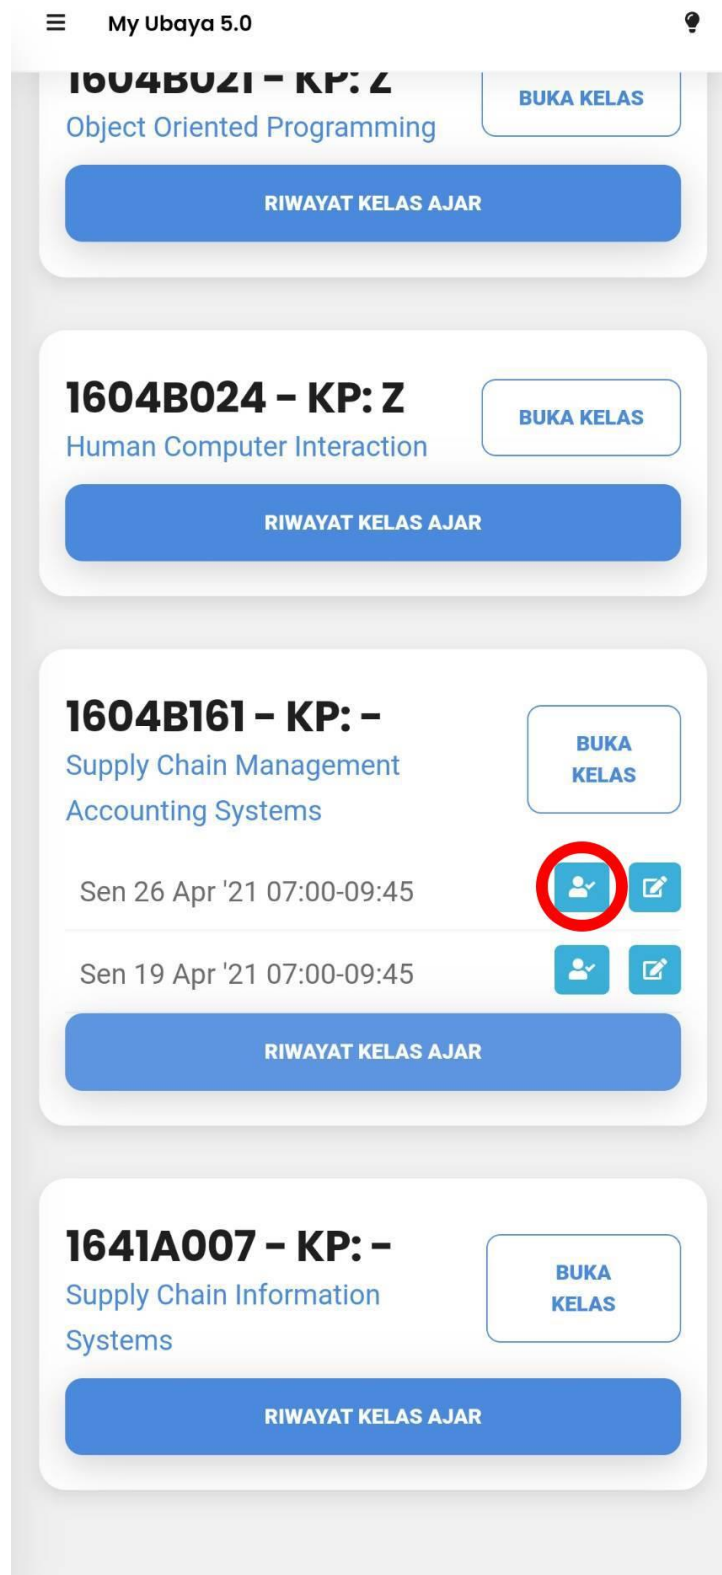 My Ubaya 5.0
1604B021 – KP: Z
Object Oriented Programming
BUKA KELAS
RIWAYAT KELAS AJAR
1604B024 – KP: Z
Human Computer Interaction
BUKA KELAS
RIWAYAT KELAS AJAR
1604B161 – KP: –
Supply Chain Management
Accounting Systems
BUKA
KELAS
Sen 26 Apr '21 07:00-09:45
Sen 19 Apr '21 07:00-09:45
RIWAYAT KELAS AJAR
1641A007 – KP: –
Supply Chain Information
Systems
BUKA
KELAS
RIWAYAT KELAS AJAR